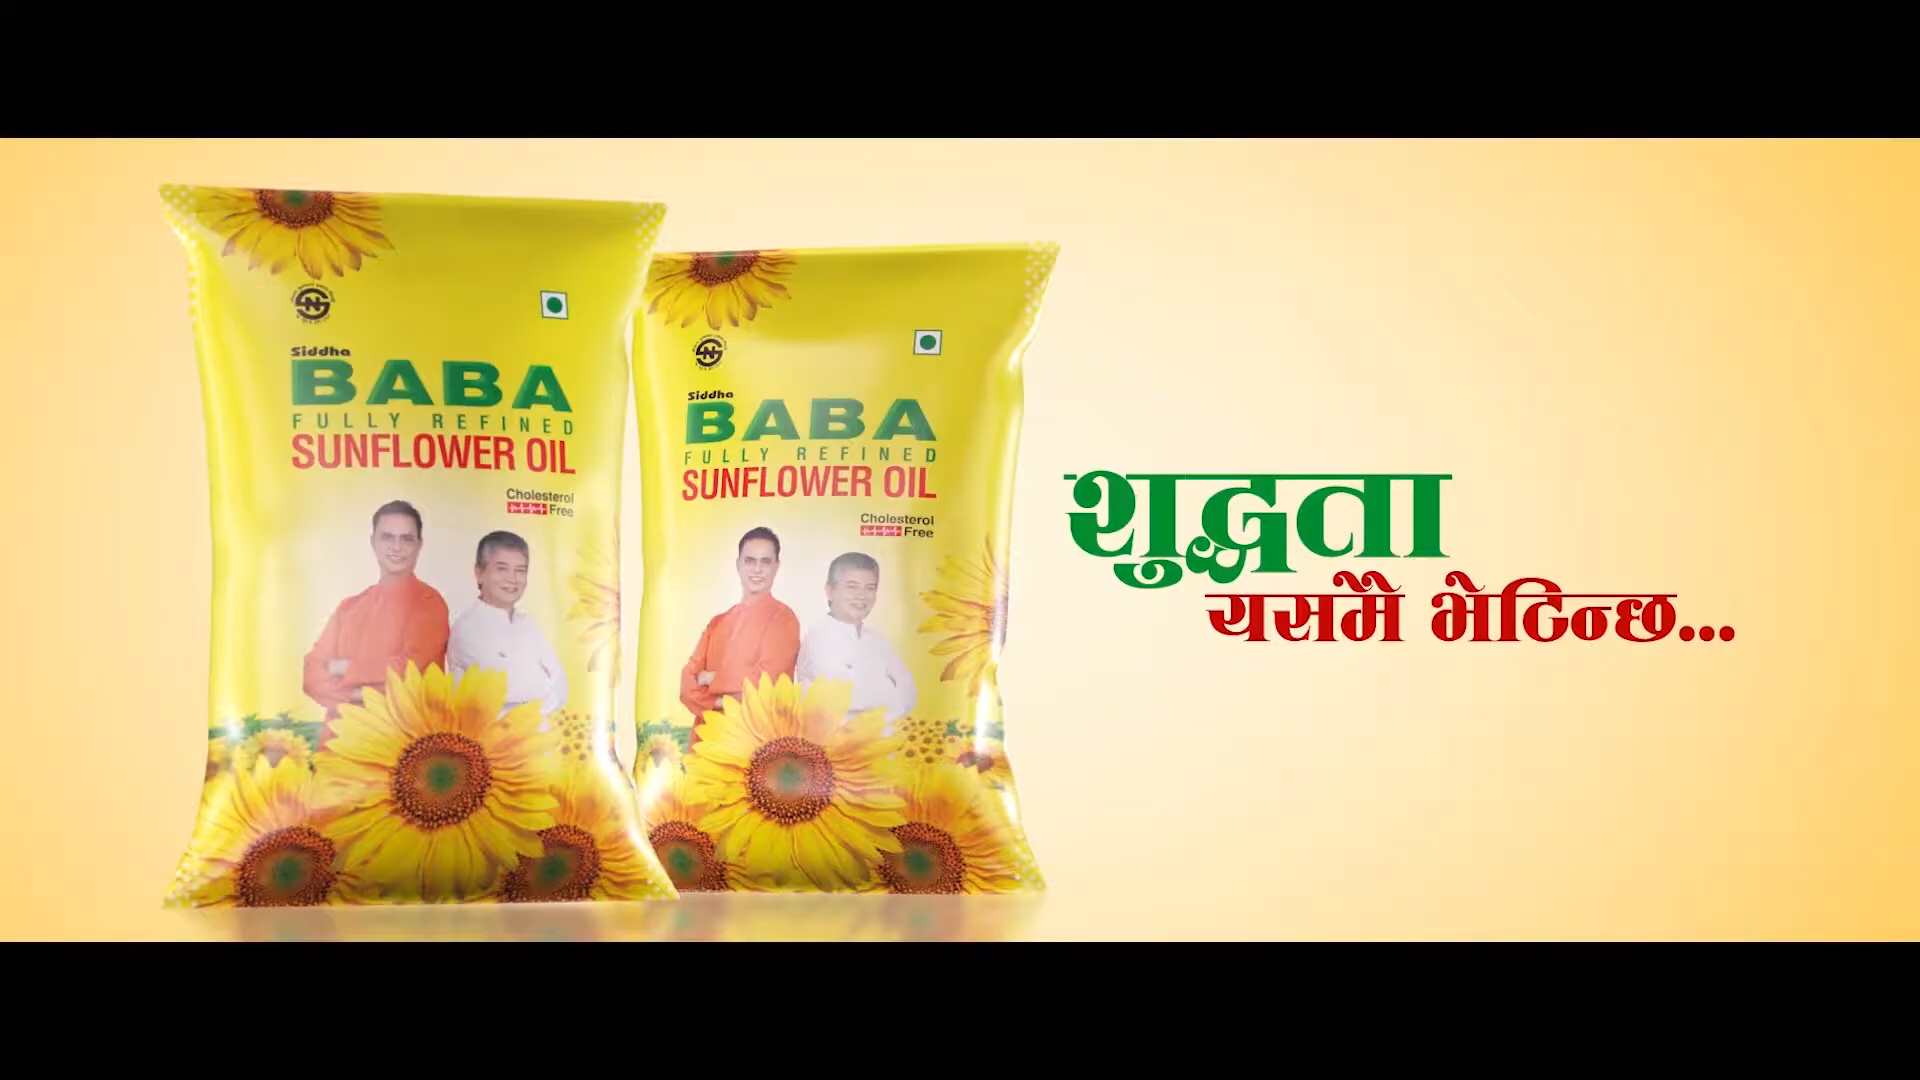 Siddha
BABA
FULLY REFINED
SUNFLOWER OIL
Cholesterol
Free
Siddha
BABA
FULLY REFINED
SUNFLOWER OIL
Cholesterol
Free
शुद्धता
यसमै भेटिन्छ...